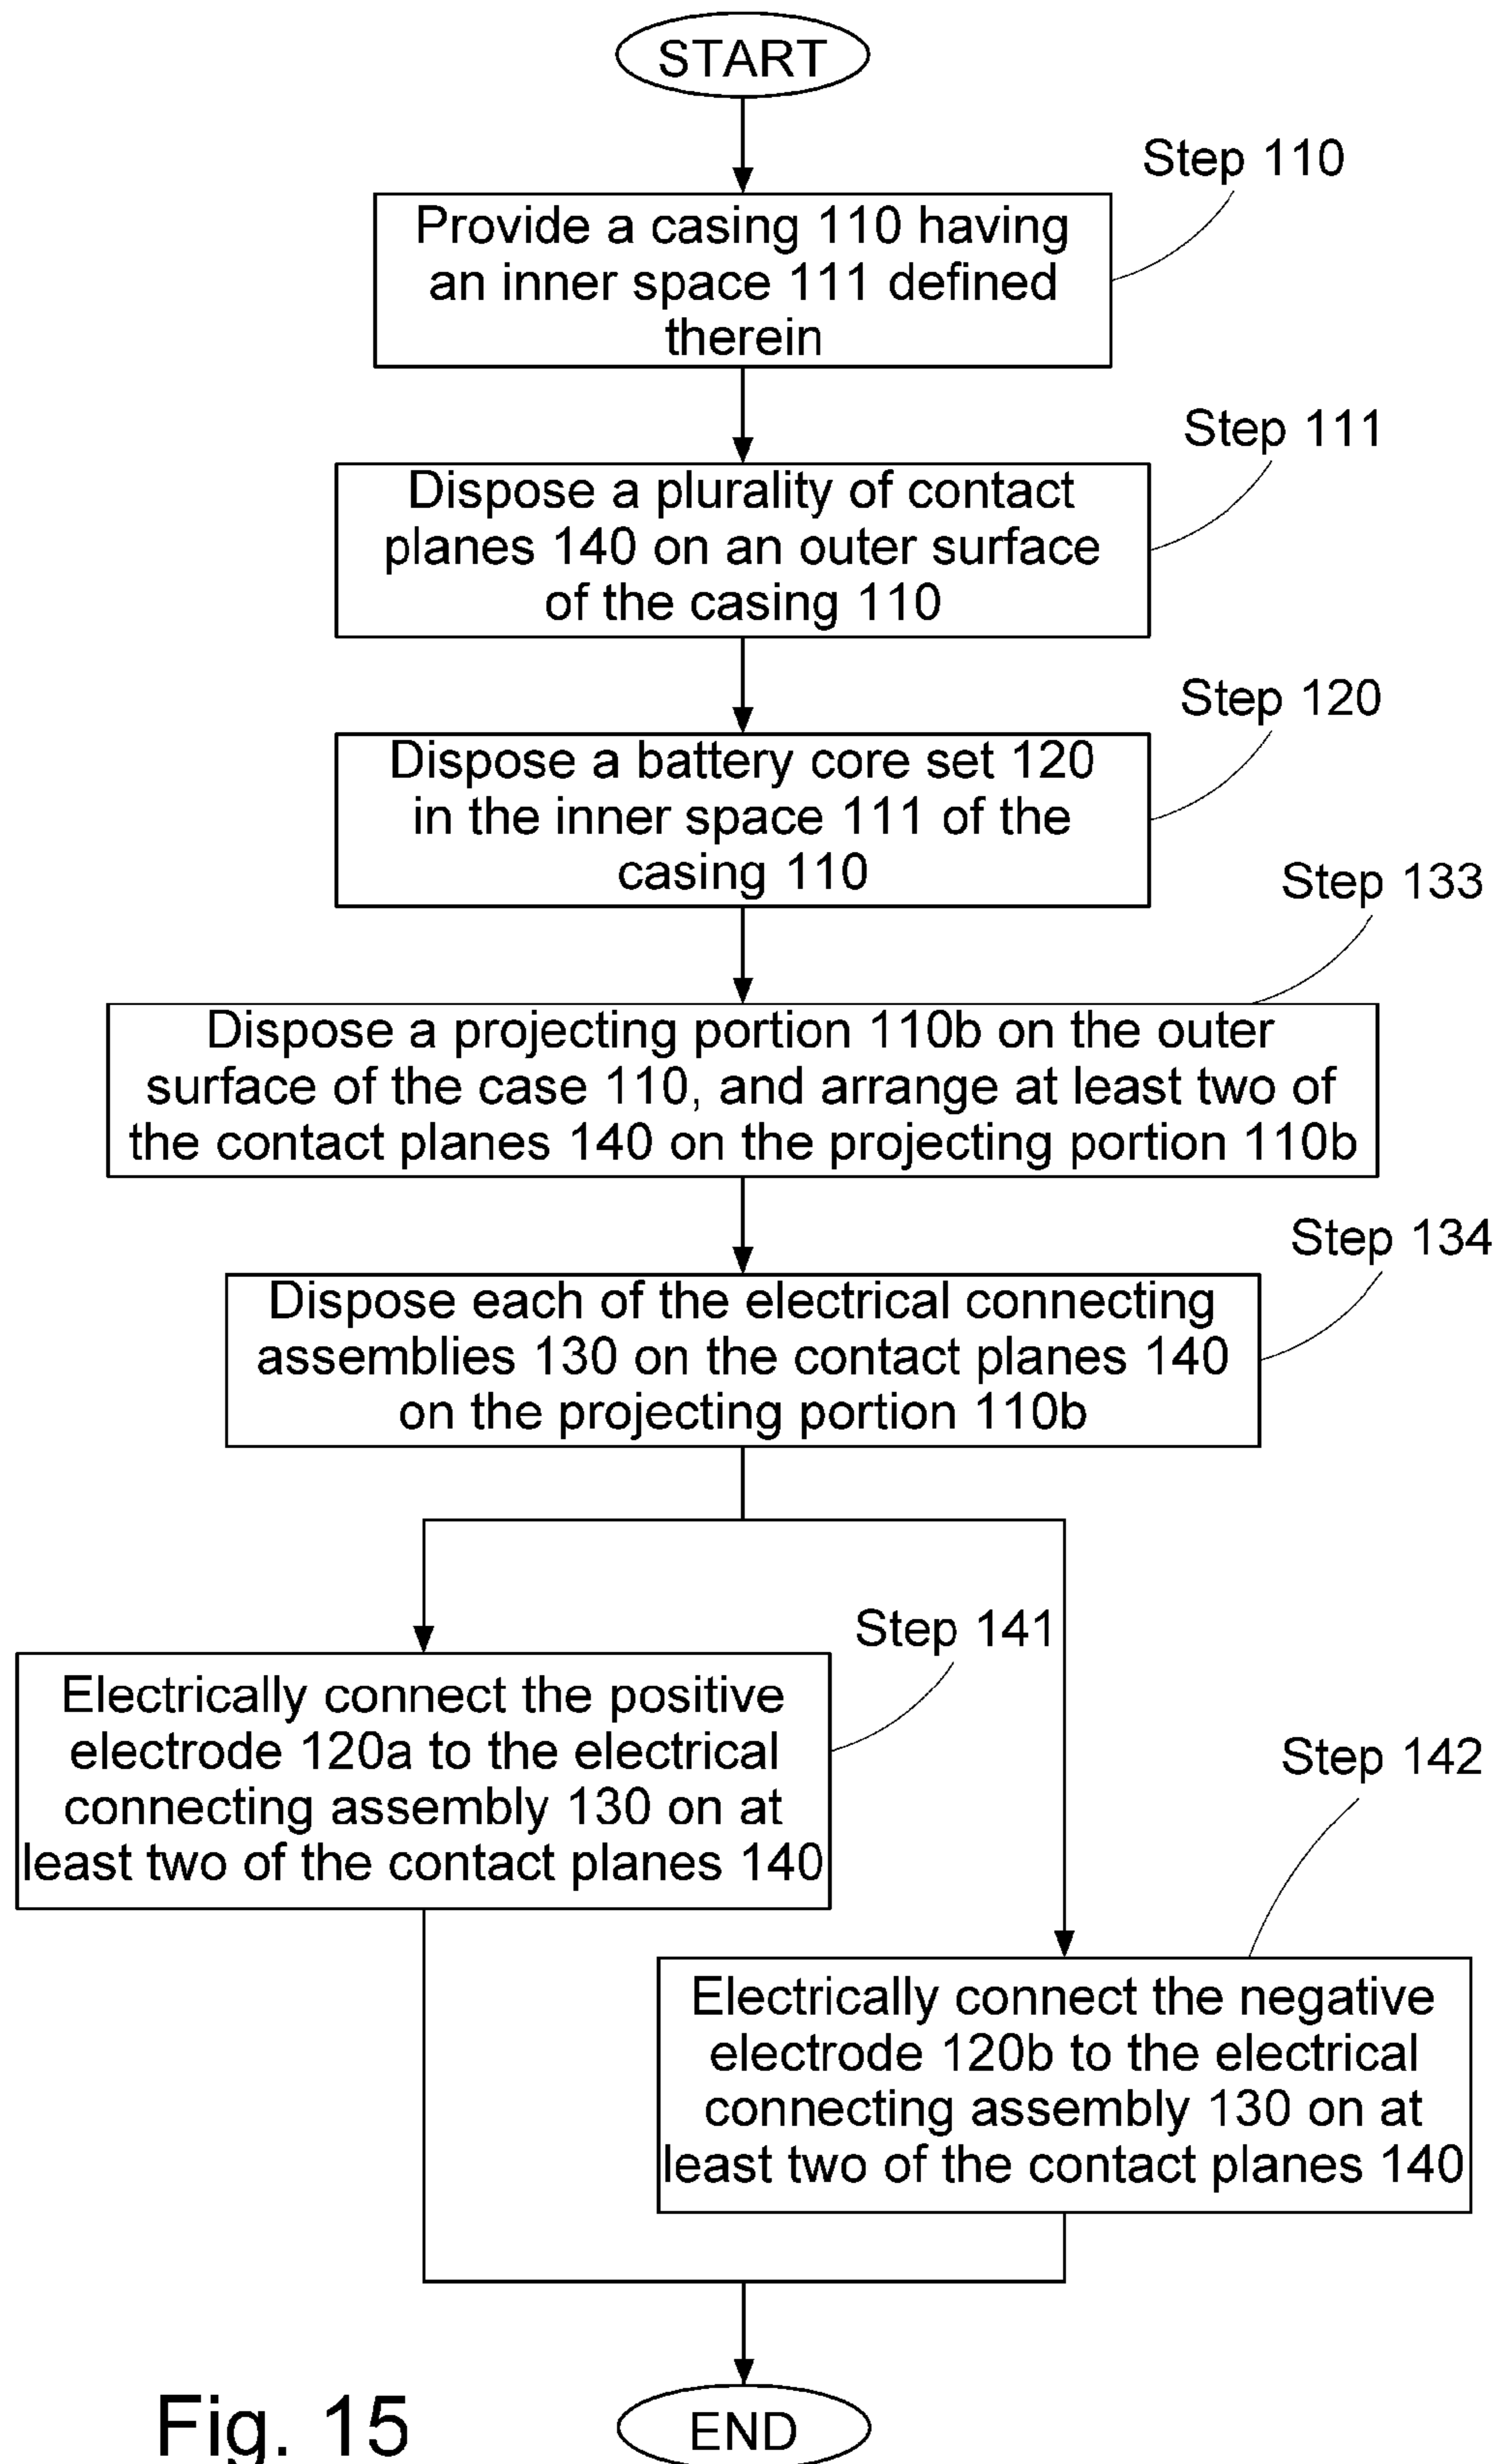 START
Step 110
Provide a casing 110 having
an inner space 111 defined
therein
Step 111
Dispose a plurality of contact
planes 140 on an outer surface
of the casing 110
Step 120
Dispose a battery core set 120
in the inner space 111 of the
casing 110
Step 133
Dispose a projecting portion 110b on the outer
surface of the case 110, and arrange at least two of
the contact planes 140 on the projecting portion 110b
Step 134
Dispose each of the electrical connecting
assemblies 130 on the contact planes 140
on the projecting portion 110b
Step 141
Electrically connect the positive
electrode 120a to the electrical
connecting assembly 130 on at
least two of the contact planes 140
Step 142
Electrically connect the negative
electrode 120b to the electrical
connecting assembly 130 on at
least two of the contact planes 140
END
Fig. 15